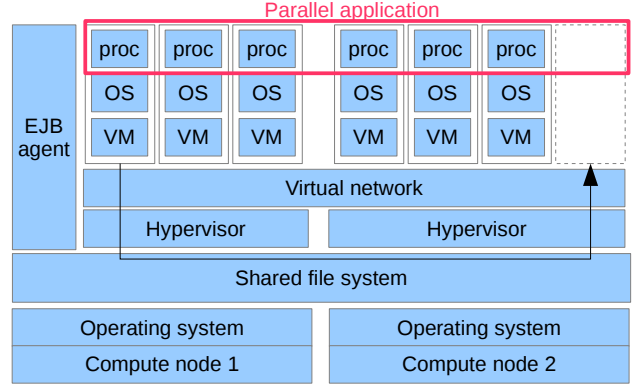 Parallel application
proc proc proc proc proc proc
OS OS OS OS OS OS
EJB
agent
VM VM VM VM VM VM
Virtual network
Hypervisor Hypervisor
Shared file system
Operating system Operating system
Compute node 1 Compute node 2